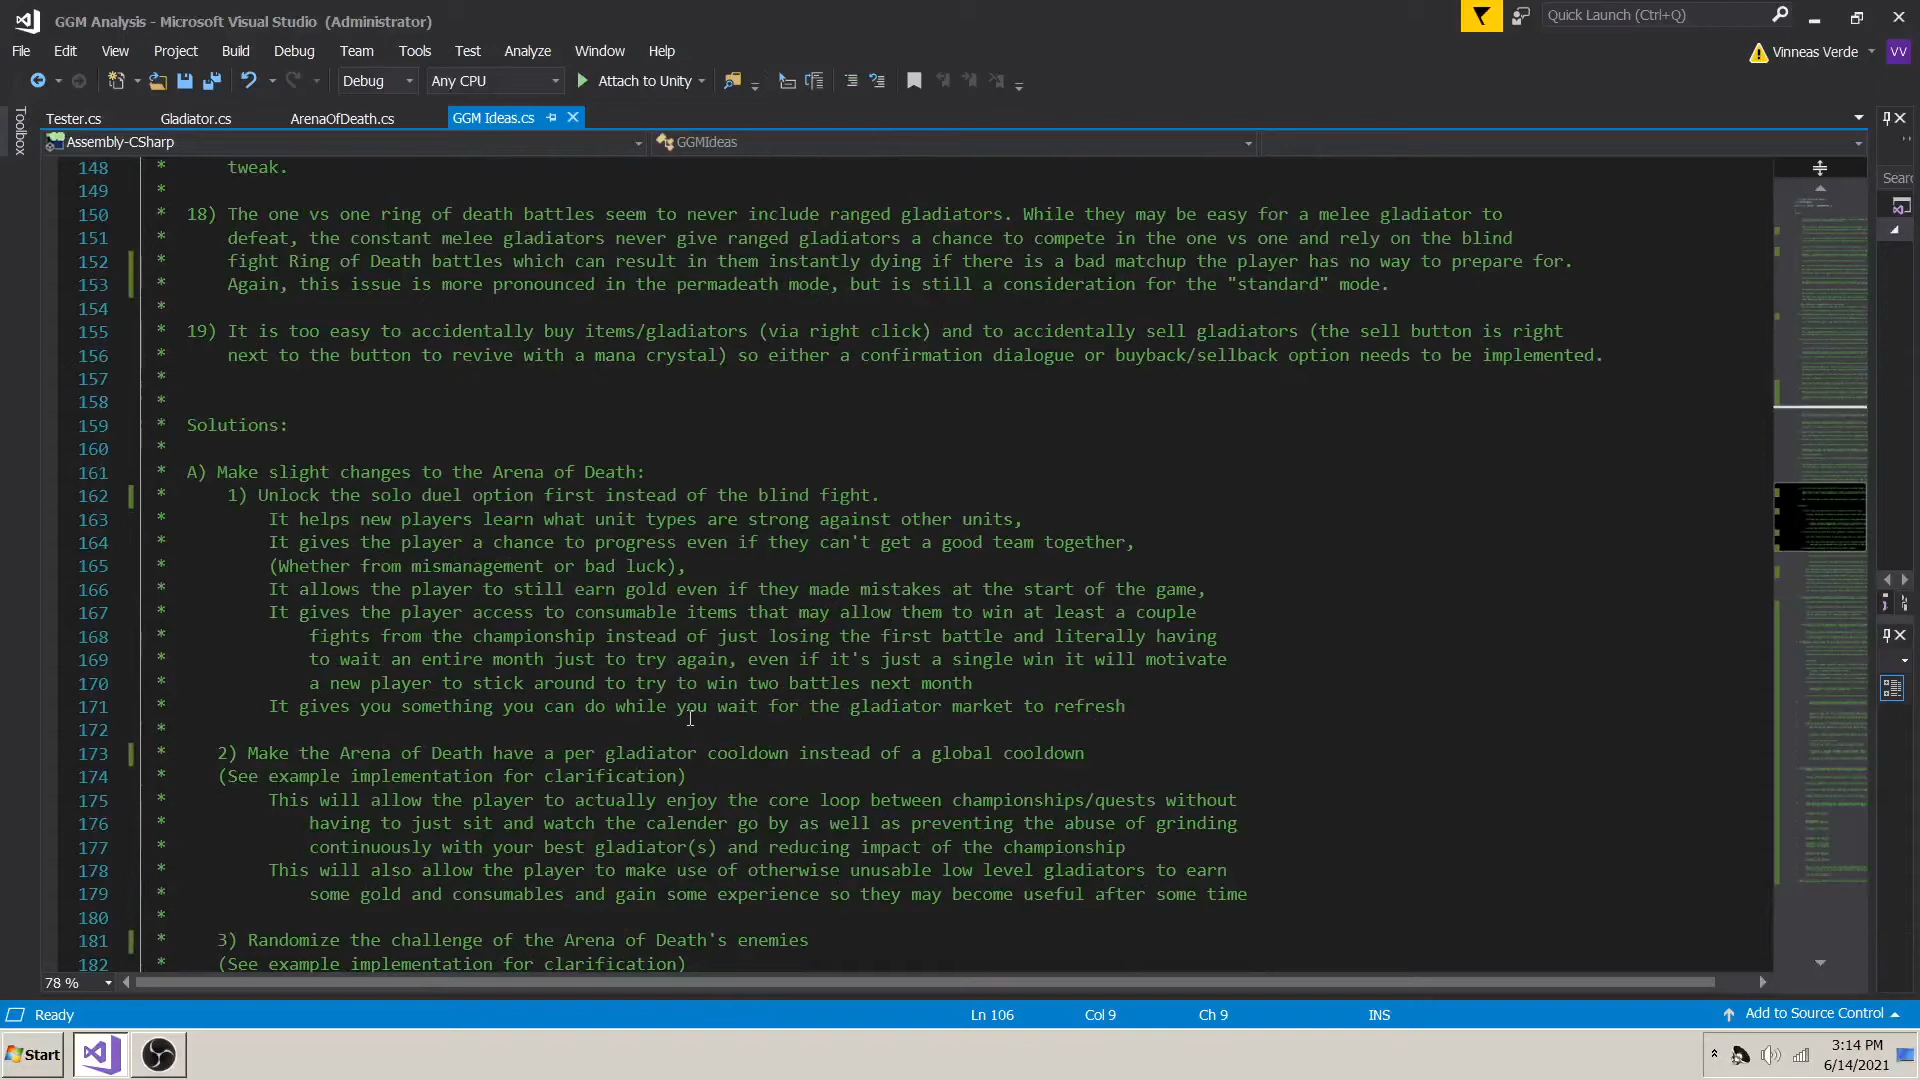 GGM Analysis - Microsoft Visual Studio (Administrator)
Quick Launch (Ctrl+Q)
File Edit View Project Build Debug Team Tools Test Analyze Window Help
Vinneas Verde VV
Debug Any CPU Attach to Unity
Toolbox
Tester.cs Gladiator.cs ArenaOfDeath.cs GGM Ideas.cs
Assembly-CSharp GGMIdeas
Sear
148 * tweak.
149 *
150 * 18) The one vs one ring of death battles seem to never include ranged gladiators. While they may be easy for a melee gladiator to
151 * defeat, the constant melee gladiators never give ranged gladiators a chance to compete in the one vs one and rely on the blind
152 * fight Ring of Death battles which can result in them instantly dying if there is a bad matchup the player has no way to prepare for.
153 * Again, this issue is more pronounced in the permadeath mode, but is still a consideration for the "standard" mode.
154 *
155 * 19) It is too easy to accidentally buy items/gladiators (via right click) and to accidentally sell gladiators (the sell button is right
156 * next to the button to revive with a mana crystal) so either a confirmation dialogue or buyback/sellback option needs to be implemented.
157 *
158 *
159 * Solutions:
160 *
161 * A) Make slight changes to the Arena of Death:
162 * 1) Unlock the solo duel option first instead of the blind fight.
163 * It helps new players learn what unit types are strong against other units,
164 * It gives the player a chance to progress even if they can't get a good team together,
165 * (Whether from mismanagement or bad luck),
166 * It allows the player to still earn gold even if they made mistakes at the start of the game,
167 * It gives the player access to consumable items that may allow them to win at least a couple
168 * fights from the championship instead of just losing the first battle and literally having
169 * to wait an entire month just to try again, even if it's just a single win it will motivate
170 * a new player to stick around to try to win two battles next month
171 * It gives you something you can do while you wait for the gladiator market to refresh
172 *
173 * 2) Make the Arena of Death have a per gladiator cooldown instead of a global cooldown
174 * (See example implementation for clarification)
175 * This will allow the player to actually enjoy the core loop between championships/quests without
176 * having to just sit and watch the calender go by as well as preventing the abuse of grinding
177 * continuously with your best gladiator(s) and reducing impact of the championship
178 * This will also allow the player to make use of otherwise unusable low level gladiators to earn
179 * some gold and consumables and gain some experience so they may become useful after some time
180 *
181 * 3) Randomize the challenge of the Arena of Death's enemies
182 * (See example implementation for clarification)
78 %
Ready Ln 106 Col 9 Ch 9 INS Add to Source Control
Start 3:14 PM
6/14/2021